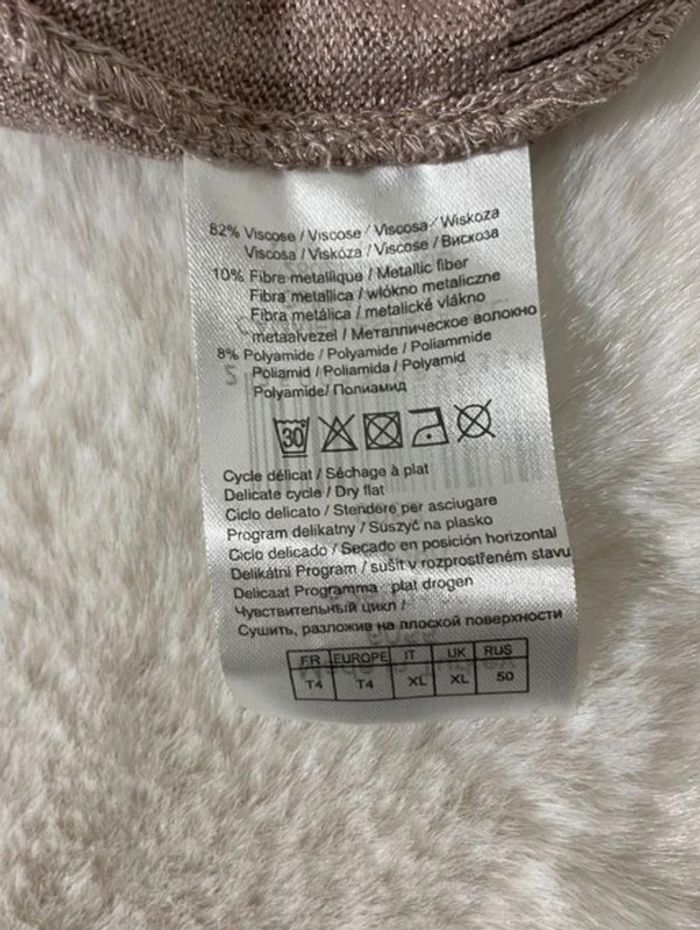 82% Viscose / Viscose / Viscosa / Wiskoza
Viscosa / Viskóza / Viscose / Вискоза
10% Fibre metallique / Metallic fiber
Fibra metallica / włókno metaliczne
Fibra metálica / metalické vlákno
metaalvezel / Металлическое волокно
8% Polyamide / Polyamide / Poliammide
Poliamid / Poliamida / Polyamid
Polyamide / Полиамид
30
Cycle délicat / Séchage à plat
Delicate cycle / Dry flat
Ciclo delicato / Stendere per asciugare
Program delikatny / Suszyć na plasko
Ciclo delicado / Secado en posición horizontal
Delikátni Program / sušit v rozprostřeném stavu
Delicaat Programma plat drogen
Чувствительный цикл /
Сушить, разложив на плоской поверхности
FR EUROPE IT UK RUS
T4 T4 XL XL 50